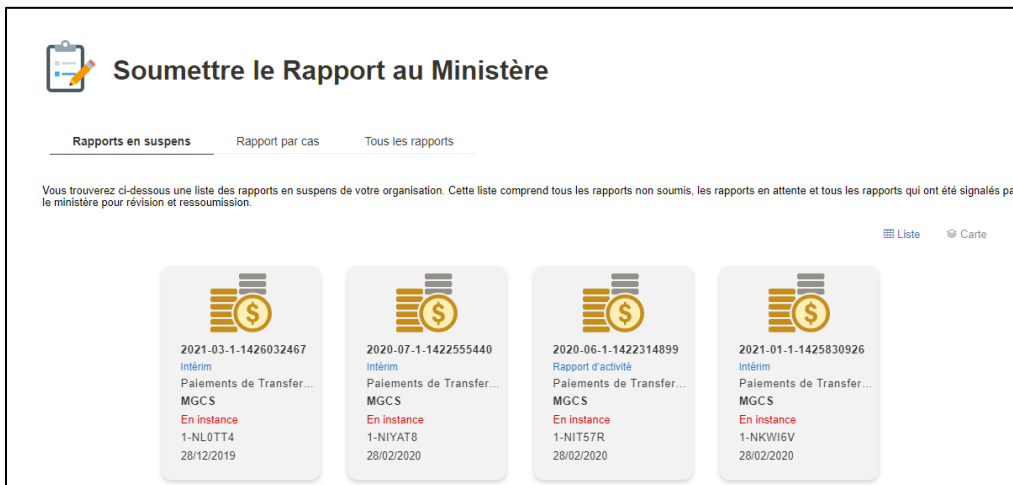 Soumettre le Rapport au Ministère
Rapports en suspens Rapport par cas Tous les rapports
Vous trouverez ci-dessous une liste des rapports en suspens de votre organisation. Cette liste comprend tous les rapports non soumis, les rapports en attente et tous les rapports qui ont été signalés pa
le ministère pour révision et ressoumission.
Liste Carte
2021-03-1-1426032467
Intérim
Paiements de Transfer...
MGCS
En instance
1-NL0TT4
28/12/2019
2020-07-1-1422555440
Intérim
Paiements de Transfer...
MGCS
En instance
1-NIYAT8
28/02/2020
2020-06-1-1422314899
Rapport d'activité
Paiements de Transfer...
MGCS
En instance
1-NIT57R
28/02/2020
2021-01-1-1425830926
Intérim
Paiements de Transfer...
MGCS
En instance
1-NKWI6V
28/02/2020